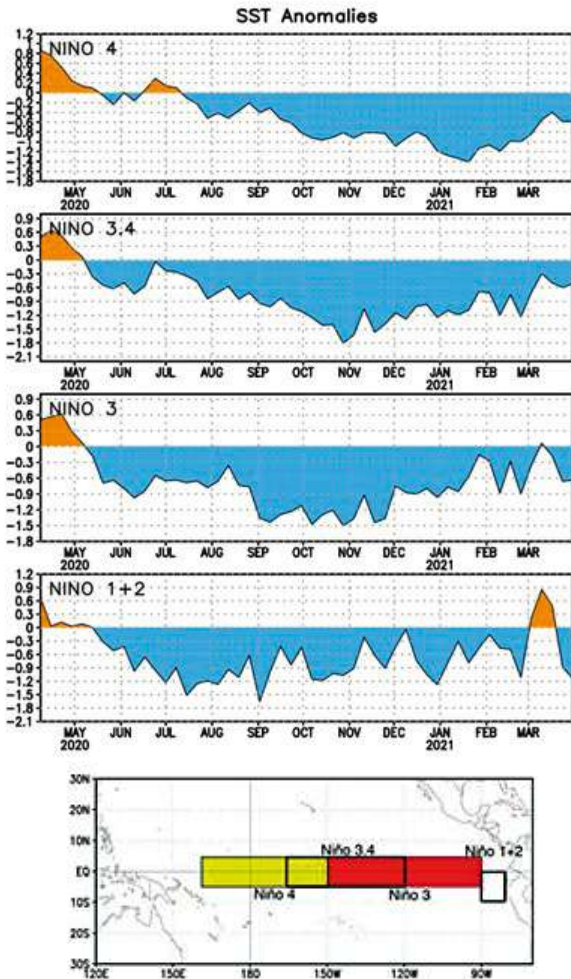 SST Anomalies
NINO 4
1.2
0.9
0.6
0.4
0.2
0
-0.2
-0.4
-0.6
-0.8
-1
-1.2
-1.4
-1.6
-1.8
MAY JUN JUL AUG SEP OCT NOV DEC JAN FEB MAR
2020 2021
NINO 3.4
0.9
0.6
0.3
0
-0.3
-0.6
-0.9
-1.2
-1.5
-1.8
-2.1
MAY JUN JUL AUG SEP OCT NOV DEC JAN FEB MAR
2020 2021
NINO 3
0.9
0.6
0.3
0
-0.3
-0.6
-0.9
-1.2
-1.5
-1.8
MAY JUN JUL AUG SEP OCT NOV DEC JAN FEB MAR
2020 2021
NINO 1+2
1.2
0.9
0.6
0.3
0
-0.3
-0.6
-0.9
-1.2
-1.5
-1.8
-2.1
MAY JUN JUL AUG SEP OCT NOV DEC JAN FEB MAR
2020 2021
30N
20N
10N
EQ
10S
20S
30S
Niño 3.4
Niño 1+2
Niño 4
Niño 3
120E 150E 180 150W 120W 90W